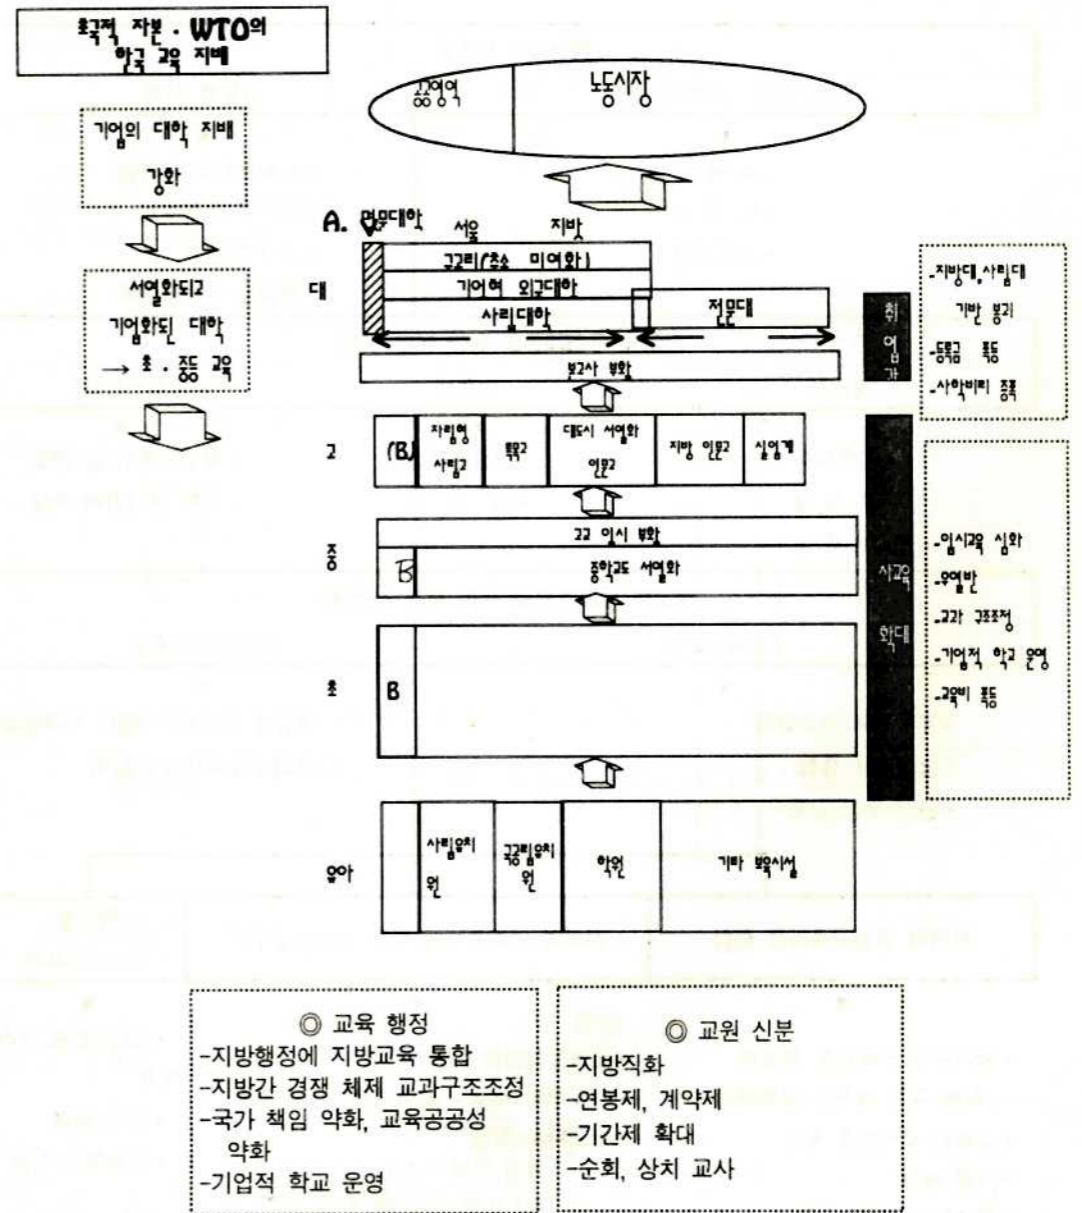 초국적 자본 · WTO의
한국 교육 지배
공영역
노동시장
기업의 대학 지배
강화
A. 명문대학
서울
지방
서열화되고
기업화된 대학
→ 초 · 중등 교육
대
국공립(축소 민영화)
기업형 외국대학
사립대학
전문대
본고사 부활
취업
-지방대,사립대
기반 붕괴
-등록금 폭등
-사학비리 증폭
고
(B)
자립형
사립고
특목고
대도시 서열화
인문고
지방 인문고
실업계
중
고교 입시 부활
B
중학교도 서열화
사교육
확대
-입시교육 심화
-우열반
-교과 구조조정
-기업적 학교 운영
-교육비 폭등
초
B
유아
사립유치
원
국공립유치
원
학원
기타 보육시설
◎ 교육 행정
-지방행정에 지방교육 통합
-지방간 경쟁 체제 교과구조조정
-국가 책임 약화, 교육공공성
약화
-기업적 학교 운영
◎ 교원 신분
-지방직화
-연봉제, 계약제
-기간제 확대
-순회, 상치 교사